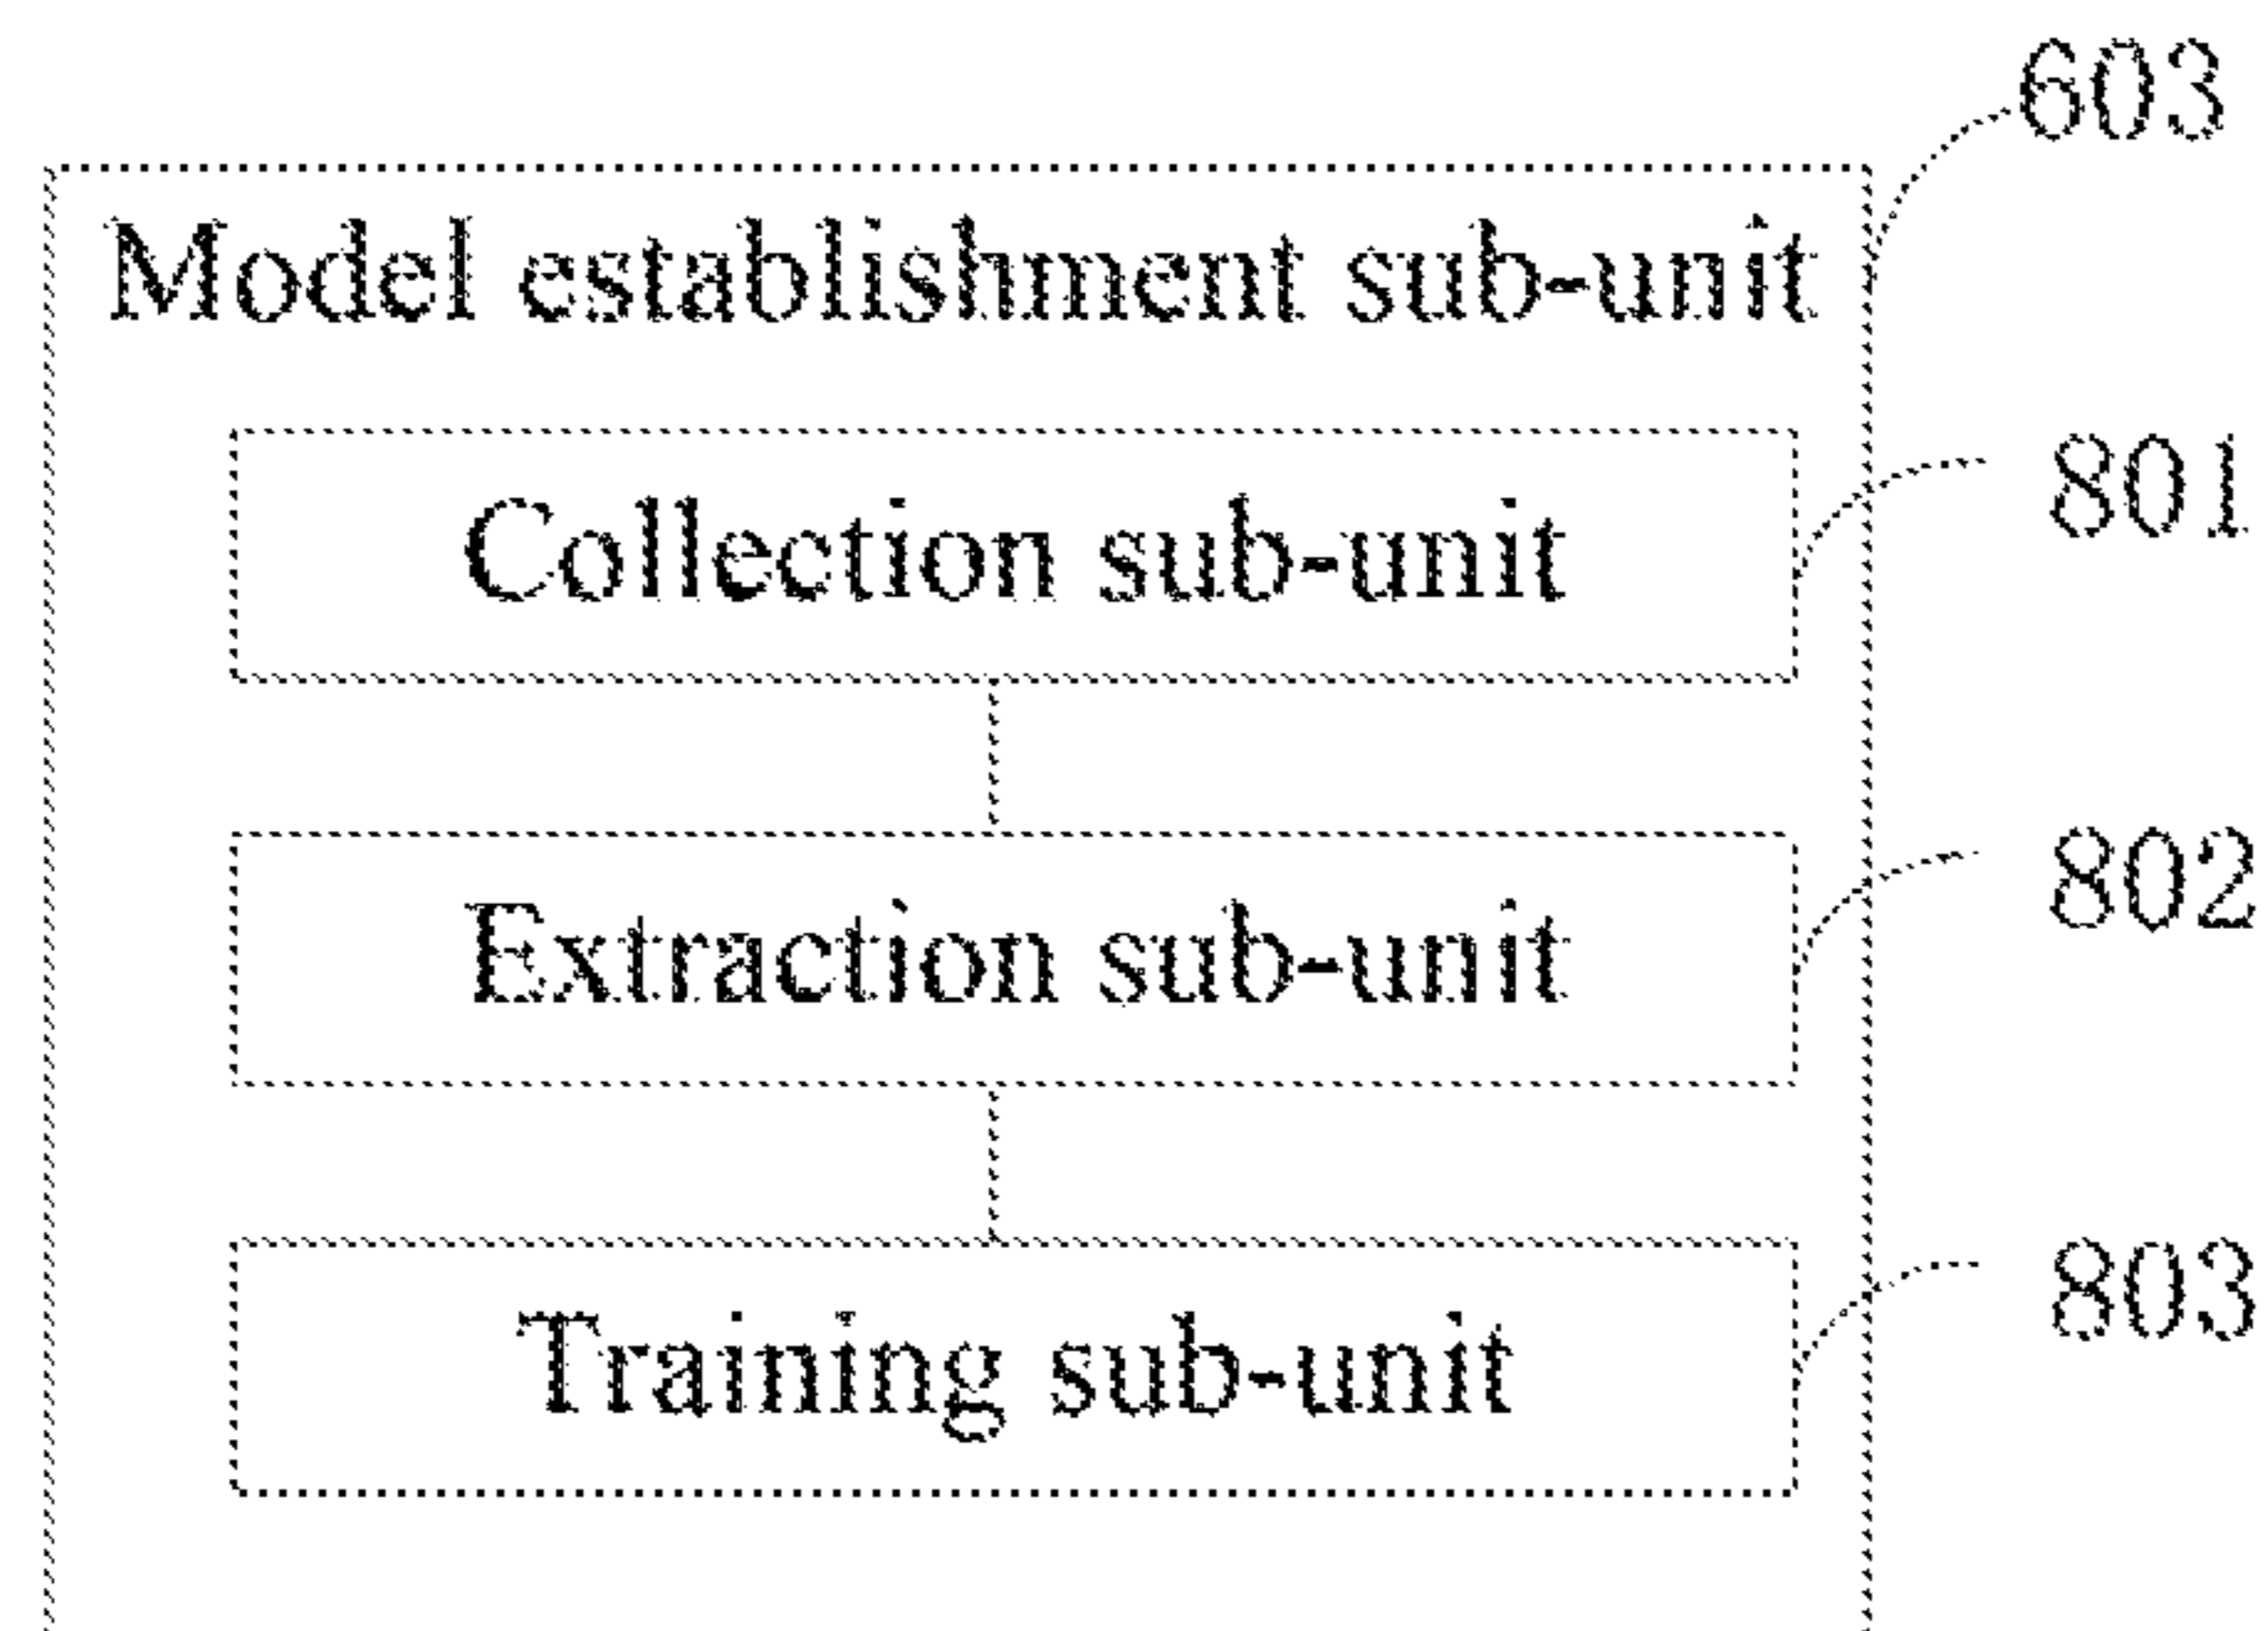 603
Model establishment sub-unit
801
Collection sub-unit
802
Extraction sub-unit
803
Training sub-unit